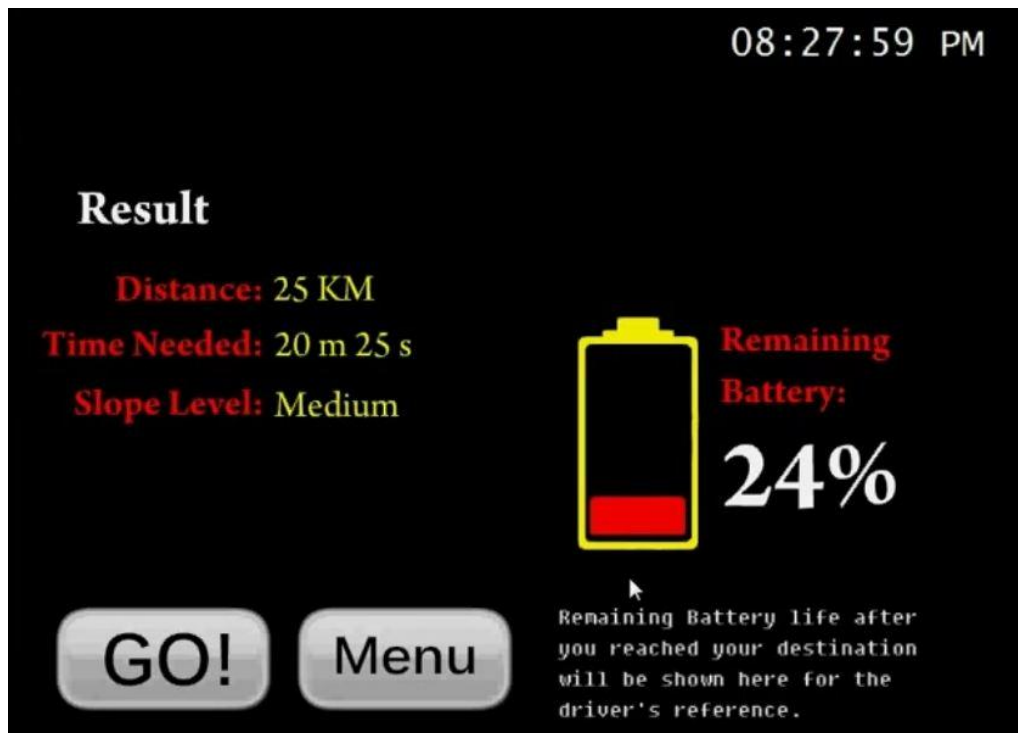 08:27:59 PM
Result
Distance: 25 KM
Time Needed: 20 m 25 s
Slope Level: Medium
Remaining
Battery:
24%
GO!
Menu
Remaining Battery life after
you reached your destination
will be shown here for the
driver's reference.